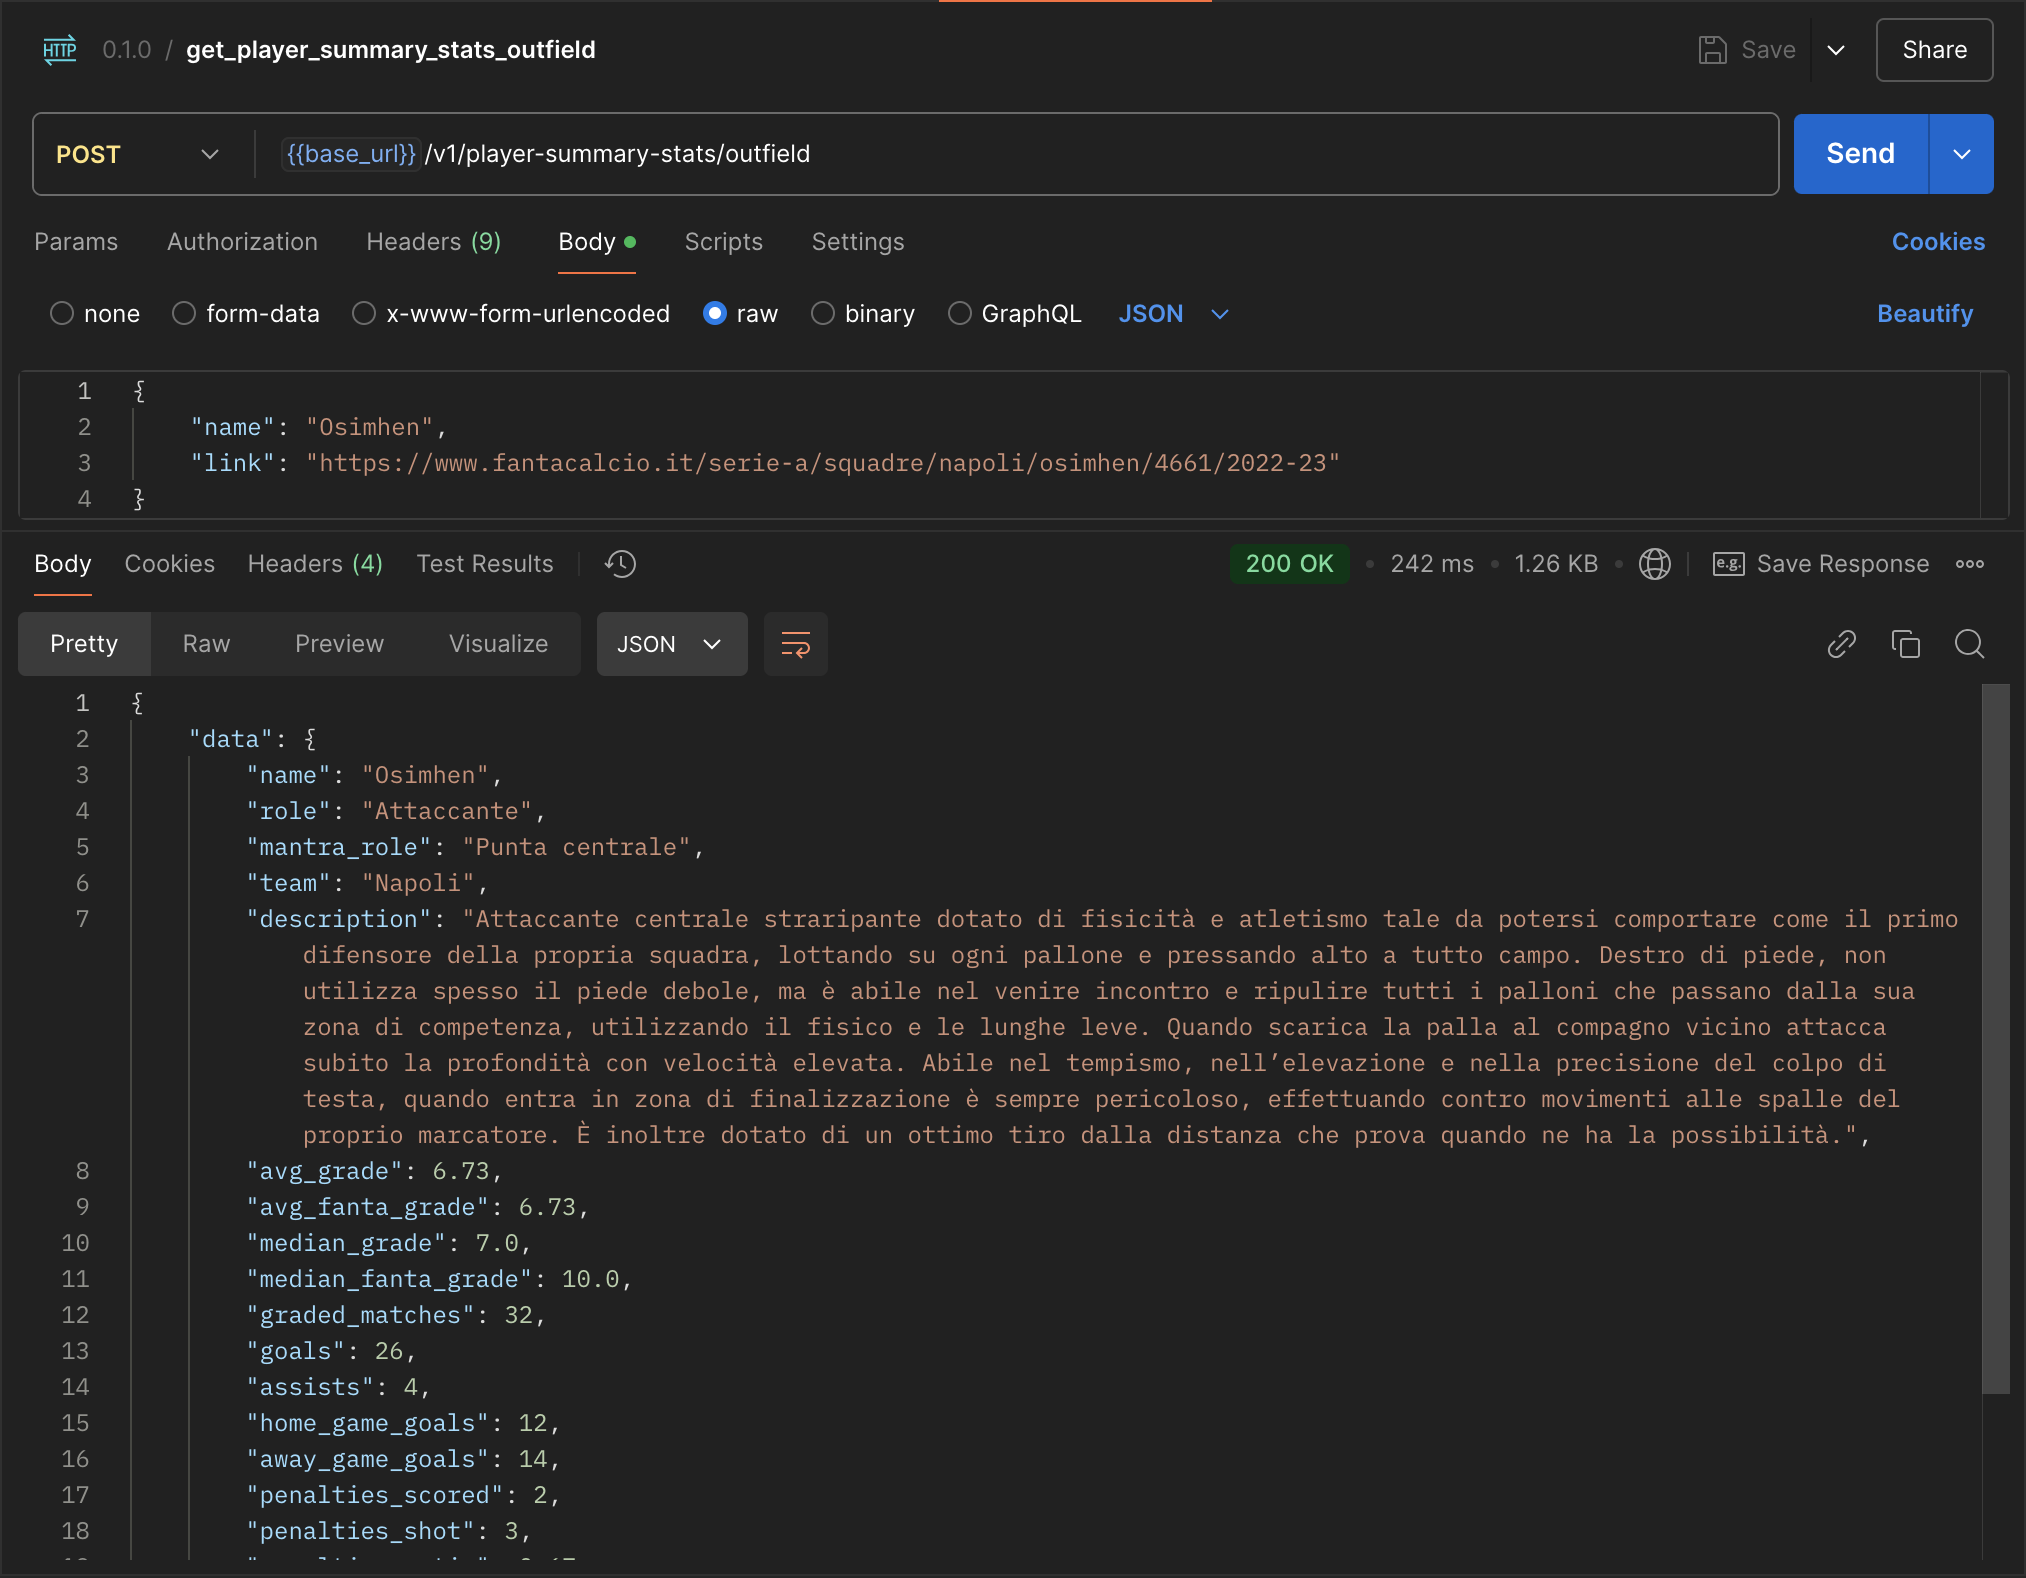 HTTP 0.1.0 / get_player_summary_stats_outfield Save Share
POST {{base_url}}/v1/player-summary-stats/outfield Send
Params Authorization Headers (9) Body Scripts Settings Cookies
none form-data x-www-form-urlencoded raw binary GraphQL JSON Beautify
1 {
2 "name": "Osimhen",
3 "link": "https://www.fantacalcio.it/serie-a/squadre/napoli/osimhen/4661/2022-23"
4 }
Body Cookies Headers (4) Test Results 200 OK • 242 ms • 1.26 KB • e.g. Save Response
Pretty Raw Preview Visualize JSON
1 {
2 "data": {
3 "name": "Osimhen",
4 "role": "Attaccante",
5 "mantra_role": "Punta centrale",
6 "team": "Napoli",
7 "description": "Attaccante centrale straripante dotato di fisicità e atletismo tale da potersi comportare come il primo
difensore della propria squadra, lottando su ogni pallone e pressando alto a tutto campo. Destro di piede, non
utilizza spesso il piede debole, ma è abile nel venire incontro e ripulire tutti i palloni che passano dalla sua
zona di competenza, utilizzando il fisico e le lunghe leve. Quando scarica la palla al compagno vicino attacca
subito la profondità con velocità elevata. Abile nel tempismo, nell’elevazione e nella precisione del colpo di
testa, quando entra in zona di finalizzazione è sempre pericoloso, effettuando contro movimenti alle spalle del
proprio marcatore. È inoltre dotato di un ottimo tiro dalla distanza che prova quando ne ha la possibilità.",
8 "avg_grade": 6.73,
9 "avg_fanta_grade": 6.73,
10 "median_grade": 7.0,
11 "median_fanta_grade": 10.0,
12 "graded_matches": 32,
13 "goals": 26,
14 "assists": 4,
15 "home_game_goals": 12,
16 "away_game_goals": 14,
17 "penalties_scored": 2,
18 "penalties_shot": 3,